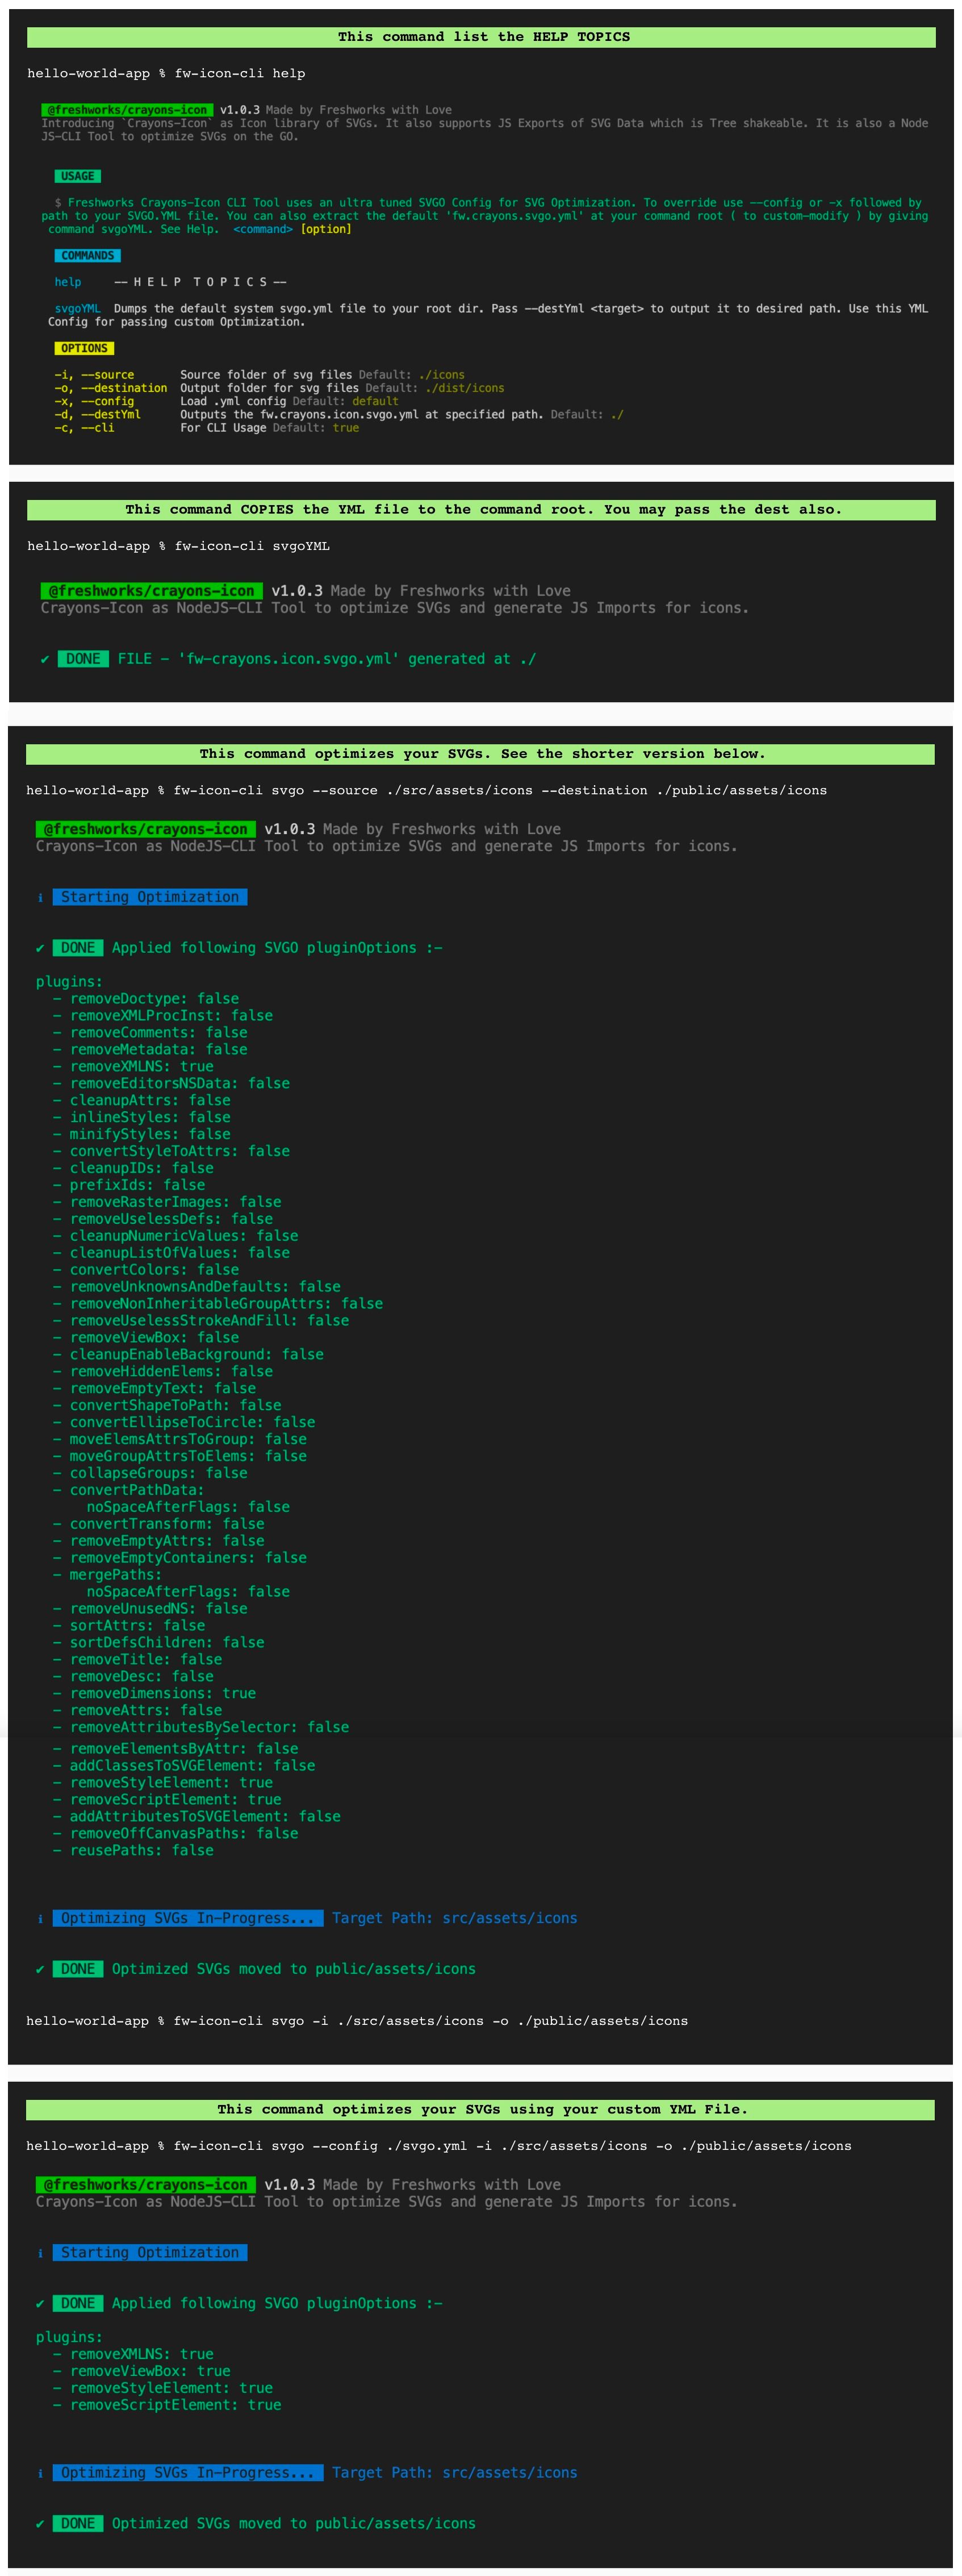 This command list the HELP TOPICS
hello-world-app % fw-icon-cli help
@freshworks/crayons-icon v1.0.3 Made by Freshworks with Love
Introducing `Crayons-Icon` as Icon library of SVGs. It also supports JS Exports of SVG Data which is Tree shakeable. It is also a Node
JS-CLI Tool to optimize SVGs on the GO.
USAGE
$ Freshworks Crayons-Icon CLI Tool uses an ultra tuned SVGO Config for SVG Optimization. To override use --config or -x followed by
path to your SVGO.YML file. You can also extract the default 'fw.crayons.svgo.yml' at your command root ( to custom-modify ) by giving
command svgoYML. See Help. <command> [option]
COMMANDS
help -- H E L P T O P I C S --
svgoYML Dumps the default system svgo.yml file to your root dir. Pass --destYml <target> to output it to desired path. Use this YML
Config for passing custom Optimization.
OPTIONS
-i, --source Source folder of svg files Default: ./icons
-o, --destination Output folder for svg files Default: ./dist/icons
-x, --config Load .yml config Default: default
-d, --destYml Outputs the fw.crayons.icon.svgo.yml at specified path. Default: ./
-c, --cli For CLI Usage Default: true
This command COPIES the YML file to the command root. You may pass the dest also.
hello-world-app % fw-icon-cli svgoYML
@freshworks/crayons-icon v1.0.3 Made by Freshworks with Love
Crayons-Icon as NodeJS-CLI Tool to optimize SVGs and generate JS Imports for icons.
✔ DONE FILE - 'fw-crayons.icon.svgo.yml' generated at ./
This command optimizes your SVGs. See the shorter version below.
hello-world-app % fw-icon-cli svgo --source ./src/assets/icons --destination ./public/assets/icons
@freshworks/crayons-icon v1.0.3 Made by Freshworks with Love
Crayons-Icon as NodeJS-CLI Tool to optimize SVGs and generate JS Imports for icons.
ℹ Starting Optimization
✔ DONE Applied following SVGO pluginOptions :-
plugins:
- removeDoctype: false
- removeXMLProcInst: false
- removeComments: false
- removeMetadata: false
- removeXMLNS: true
- removeEditorsNSData: false
- cleanupAttrs: false
- inlineStyles: false
- minifyStyles: false
- convertStyleToAttrs: false
- cleanupIDs: false
- prefixIds: false
- removeRasterImages: false
- removeUselessDefs: false
- cleanupNumericValues: false
- cleanupListOfValues: false
- convertColors: false
- removeUnknownsAndDefaults: false
- removeNonInheritableGroupAttrs: false
- removeUselessStrokeAndFill: false
- removeViewBox: false
- cleanupEnableBackground: false
- removeHiddenElems: false
- removeEmptyText: false
- convertShapeToPath: false
- convertEllipseToCircle: false
- moveElemsAttrsToGroup: false
- moveGroupAttrsToElems: false
- collapseGroups: false
- convertPathData:
noSpaceAfterFlags: false
- convertTransform: false
- removeEmptyAttrs: false
- removeEmptyContainers: false
- mergePaths:
noSpaceAfterFlags: false
- removeUnusedNS: false
- sortAttrs: false
- sortDefsChildren: false
- removeTitle: false
- removeDesc: false
- removeDimensions: true
- removeAttrs: false
- removeAttributesBySelector: false
- removeElementsByAttr: false
- addClassesToSVGElement: false
- removeStyleElement: true
- removeScriptElement: true
- addAttributesToSVGElement: false
- removeOffCanvasPaths: false
- reusePaths: false
ℹ Optimizing SVGs In-Progress... Target Path: src/assets/icons
✔ DONE Optimized SVGs moved to public/assets/icons
hello-world-app % fw-icon-cli svgo -i ./src/assets/icons -o ./public/assets/icons
This command optimizes your SVGs using your custom YML File.
hello-world-app % fw-icon-cli svgo --config ./svgo.yml -i ./src/assets/icons -o ./public/assets/icons
@freshworks/crayons-icon v1.0.3 Made by Freshworks with Love
Crayons-Icon as NodeJS-CLI Tool to optimize SVGs and generate JS Imports for icons.
ℹ Starting Optimization
✔ DONE Applied following SVGO pluginOptions :-
plugins:
- removeXMLNS: true
- removeViewBox: true
- removeStyleElement: true
- removeScriptElement: true
ℹ Optimizing SVGs In-Progress... Target Path: src/assets/icons
✔ DONE Optimized SVGs moved to public/assets/icons